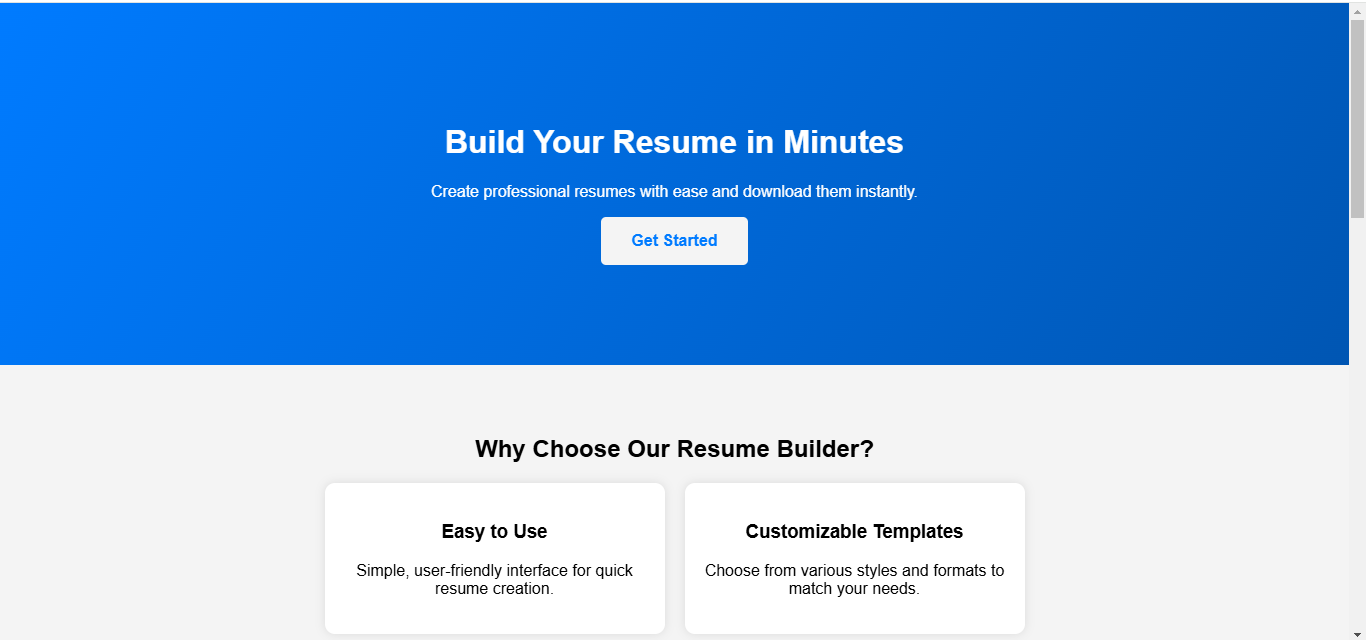 Build Your Resume in Minutes
Create professional resumes with ease and download them instantly.
Get Started
Why Choose Our Resume Builder?
Easy to Use
Simple, user-friendly interface for quick
resume creation.
Customizable Templates
Choose from various styles and formats to
match your needs.